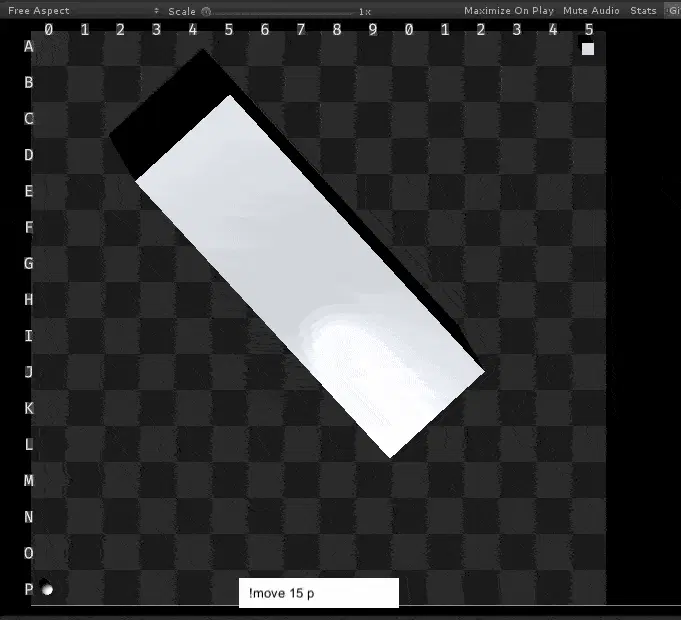 Free Aspect Scale 1x Maximize On Play Mute Audio Stats Gi
0 1 2 3 4 5 6 7 8 9 0 1 2 3 4 5
A
B
C
D
E
F
G
H
I
J
K
L
M
N
O
P
!move 15 p